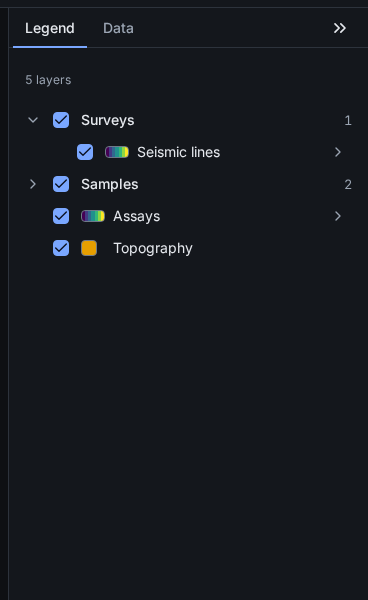 Legend Data
5 layers
Surveys 1
Seismic lines
Samples 2
Assays
Topography